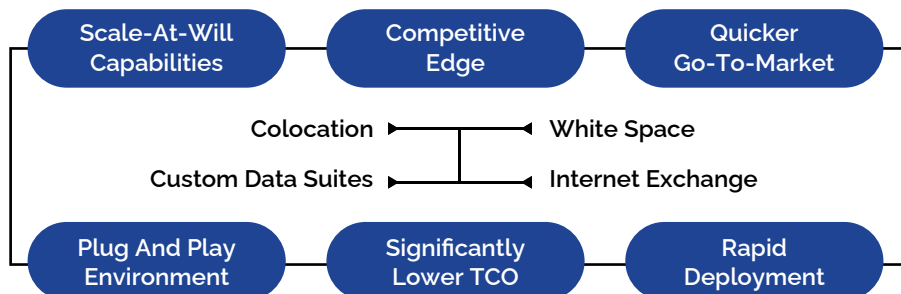 Scale-At-Will
Capabilities
Competitive
Edge
Quicker
Go-To-Market
Colocation
White Space
Custom Data Suites
Internet Exchange
Plug And Play
Environment
Significantly
Lower TCO
Rapid
Deployment